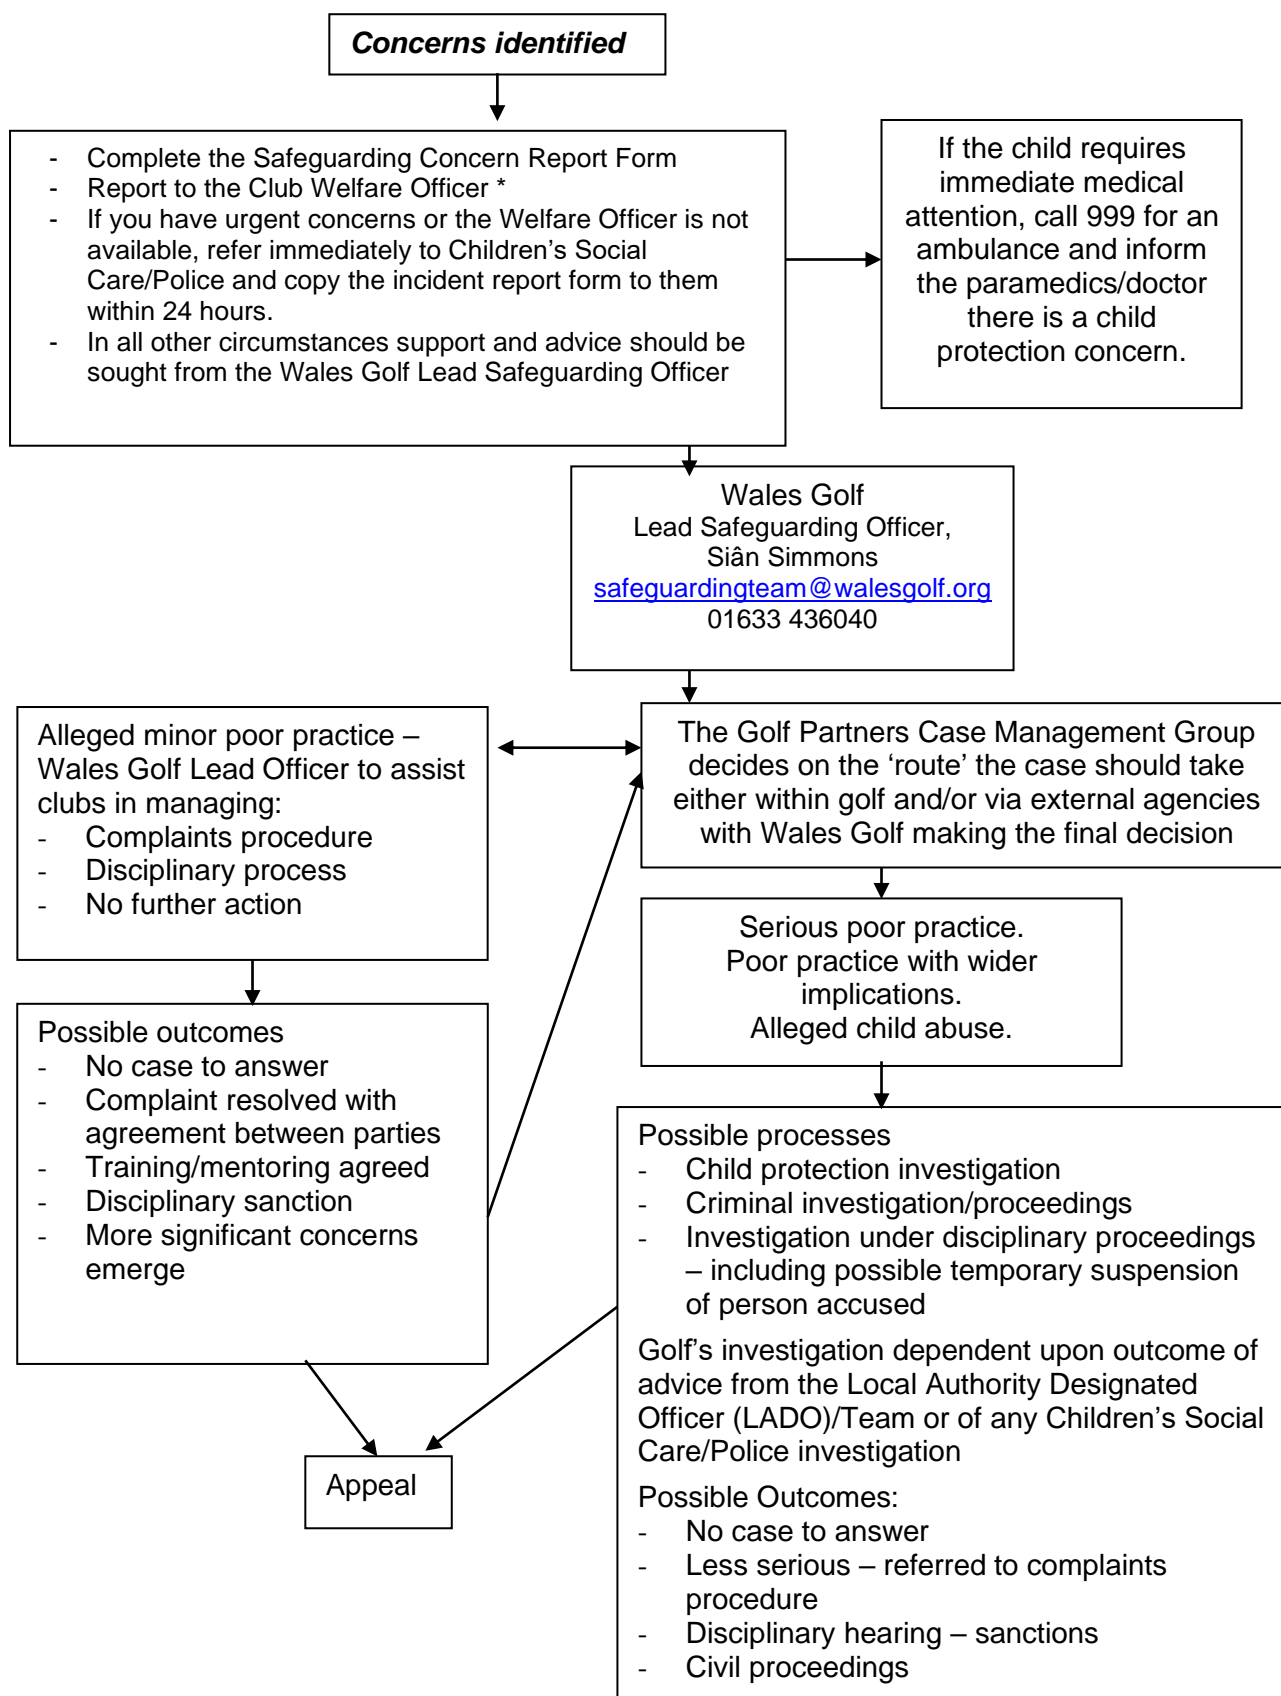 Concerns identified
- Complete the Safeguarding Concern Report Form
- Report to the Club Welfare Officer *
- If you have urgent concerns or the Welfare Officer is not
available, refer immediately to Children's Social
Care/Police and copy the incident report form to them
within 24 hours.
- In all other circumstances support and advice should be
sought from the Wales Golf Lead Safeguarding Officer
If the child requires
immediate medical
attention, call 999 for an
ambulance and inform
the paramedics/doctor
there is a child
protection concern.
Wales Golf
Lead Safeguarding Officer,
Siân Simmons
safeguardingteam@walesgolf.org
01633 436040
Alleged minor poor practice –
Wales Golf Lead Officer to assist
clubs in managing:
- Complaints procedure
- Disciplinary process
- No further action
The Golf Partners Case Management Group
decides on the ‘route’ the case should take
either within golf and/or via external agencies
with Wales Golf making the final decision
Serious poor practice.
Poor practice with wider
implications.
Alleged child abuse.
Possible outcomes
- No case to answer
- Complaint resolved with
agreement between parties
- Training/mentoring agreed
- Disciplinary sanction
- More significant concerns
emerge
Possible processes
- Child protection investigation
- Criminal investigation/proceedings
- Investigation under disciplinary proceedings
– including possible temporary suspension
of person accused
Golf's investigation dependent upon outcome of
advice from the Local Authority Designated
Officer (LADO)/Team or of any Children's Social
Care/Police investigation
Possible Outcomes:
- No case to answer
- Less serious – referred to complaints
procedure
- Disciplinary hearing – sanctions
- Civil proceedings
Appeal